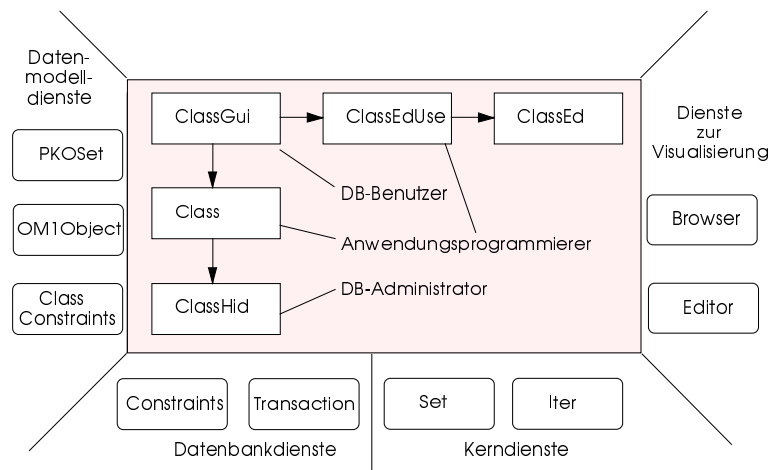 Daten-
modell-
dienste
PKOSet
OM1Object
Class
Constraints
ClassGui
ClassEdUse
ClassEd
DB-Benutzer
Class
Anwendungsprogrammierer
DB-Administrator
ClassHid
Dienste
zur
Visualisierung
Browser
Editor
Constraints
Transaction
Set
Iter
Datenbankdienste
Kerndienste